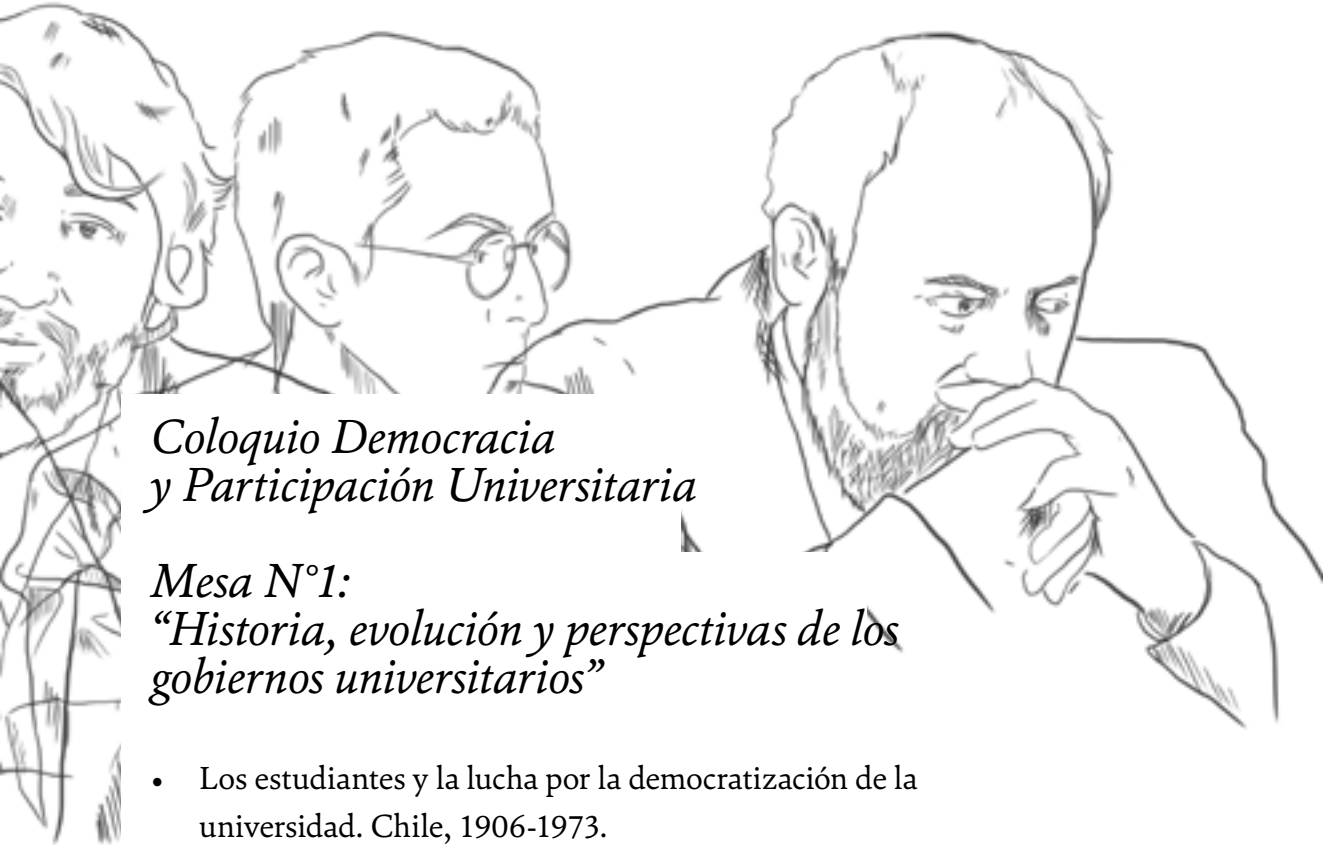 Coloquio Democracia
y Participación Universitaria
Mesa N°1:
“Historia, evolución y perspectivas de los
gobiernos universitarios”
• Los estudiantes y la lucha por la democratización de la
universidad. Chile, 1906-1973.